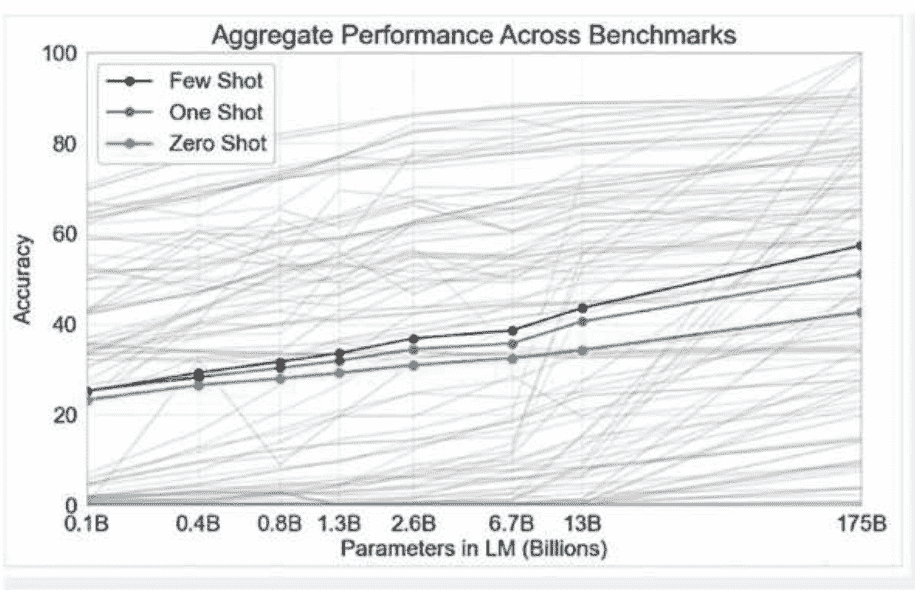 Aggregate Performance Across Benchmarks
100
Few Shot
One Shot
80
Zero Shot
60
Accuracy
40
20
0
0.1B 0.4B 0.8B 1.3B 2.6B 6.7B 13B 175B
Parameters in LM (Billions)